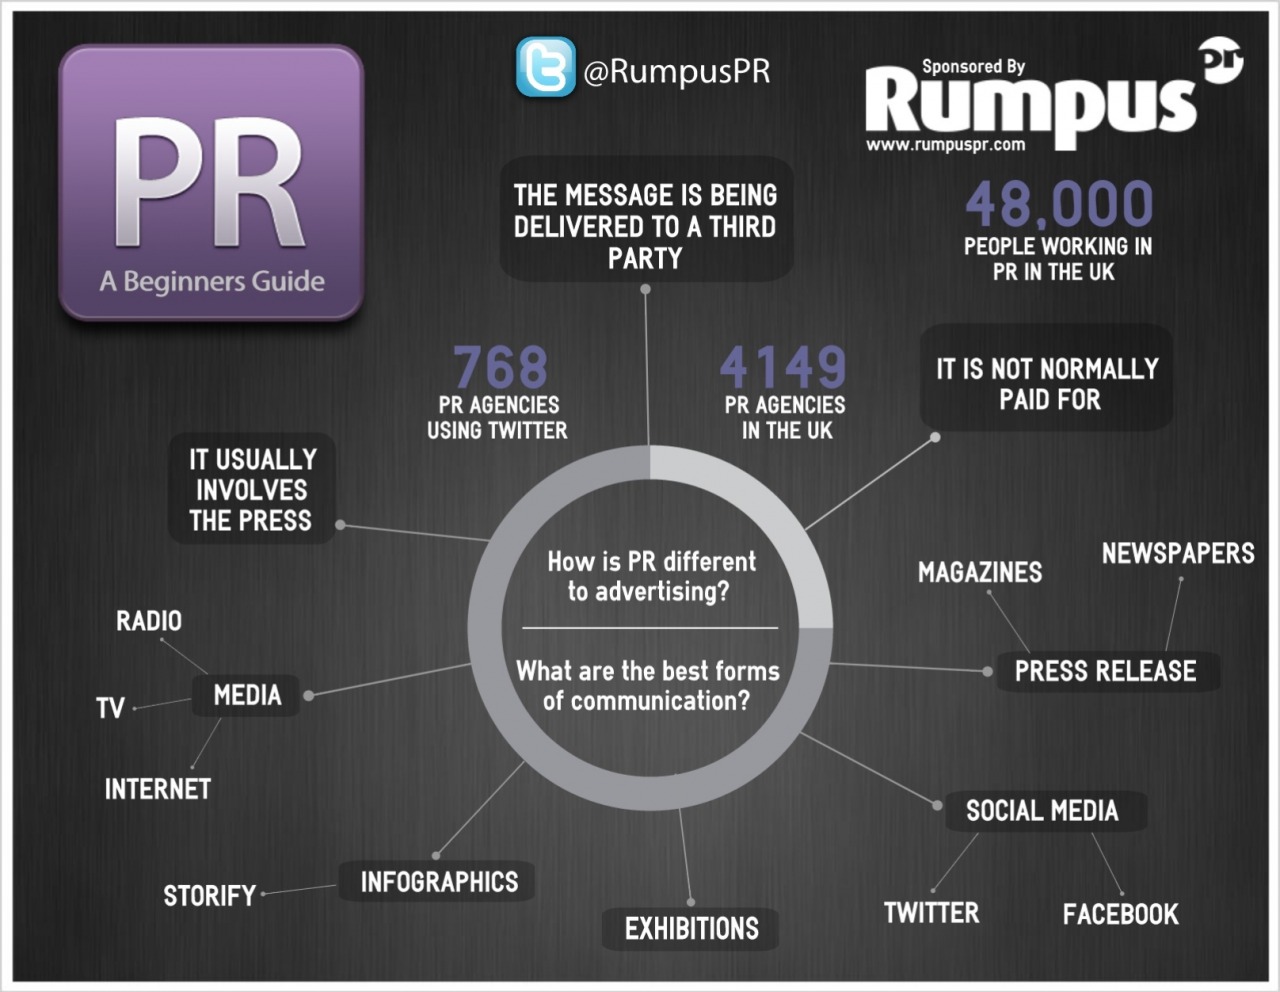 PR
A Beginners Guide
@RumpusPR
Sponsored By
Rumpus
pr
www.rumpuspr.com
48,000
PEOPLE WORKING IN
PR IN THE UK
THE MESSAGE IS BEING
DELIVERED TO A THIRD
PARTY
768
PR AGENCIES
USING TWITTER
4149
PR AGENCIES
IN THE UK
IT IS NOT NORMALLY
PAID FOR
IT USUALLY
INVOLVES
THE PRESS
How is PR different
to advertising?
What are the best forms
of communication?
MAGAZINES
NEWSPAPERS
PRESS RELEASE
RADIO
TV
MEDIA
INTERNET
SOCIAL MEDIA
TWITTER
FACEBOOK
STORIFY
INFOGRAPHICS
EXHIBITIONS